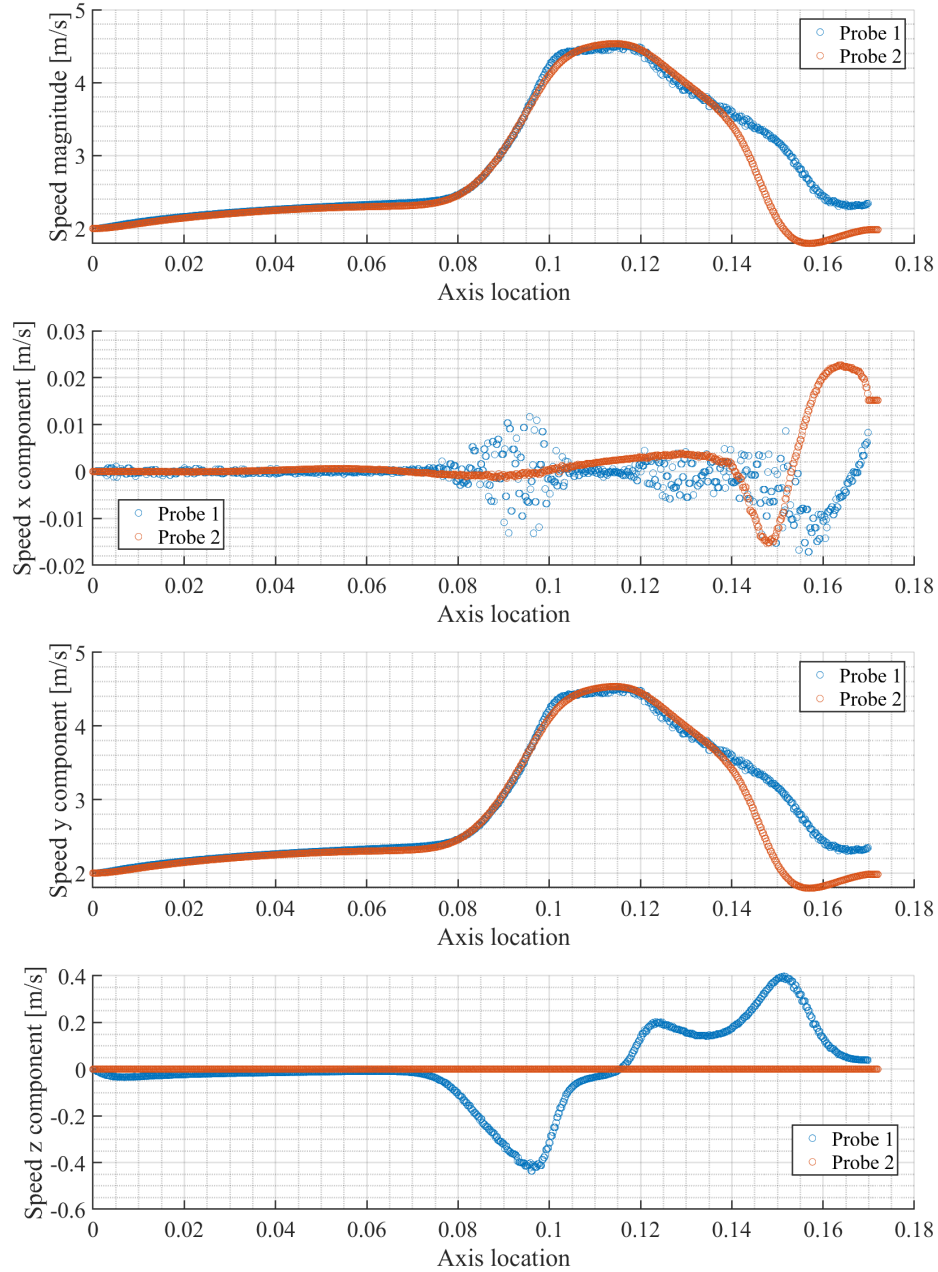 Speed magnitude [m/s]
5
4
3
2
0 0.02 0.04 0.06 0.08 0.1 0.12 0.14 0.16 0.18
Axis location
Probe 1
Probe 2
Speed x component [m/s]
0.03
0.02
0.01
0
-0.01
-0.02
0 0.02 0.04 0.06 0.08 0.1 0.12 0.14 0.16 0.18
Axis location
Probe 1
Probe 2
Speed y component [m/s]
5
4
3
2
0 0.02 0.04 0.06 0.08 0.1 0.12 0.14 0.16 0.18
Axis location
Probe 1
Probe 2
Speed z component [m/s]
0.4
0.2
0
-0.2
-0.4
-0.6
0 0.02 0.04 0.06 0.08 0.1 0.12 0.14 0.16 0.18
Axis location
Probe 1
Probe 2